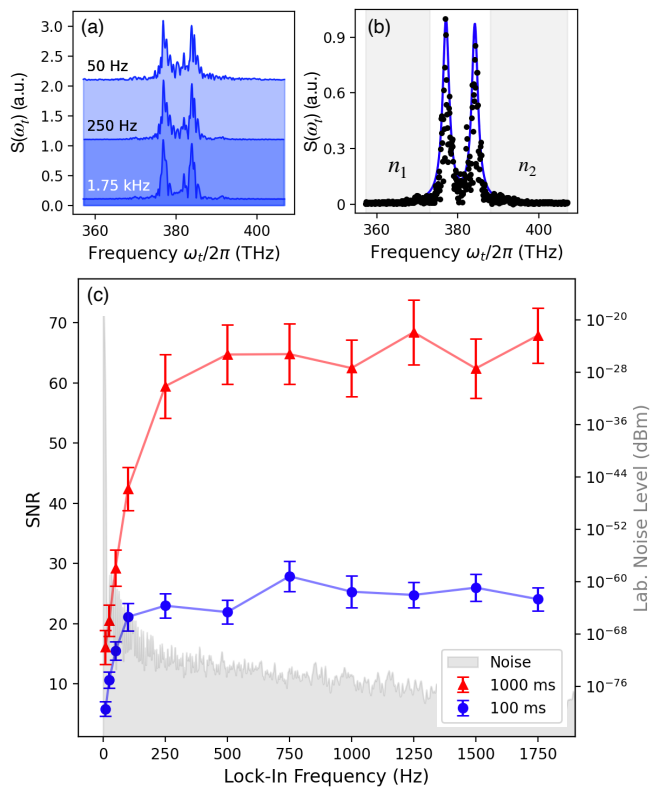 (a)
3.0
2.5
2.0
1.5
1.0
0.5
0.0
S(ωₜ) (a.u.)
50 Hz
250 Hz
1.75 kHz
360 380 400
Frequency ωₜ/2π (THz)
(b)
0.9
0.6
0.3
0
S(ωₜ) (a.u.)
n₁
n₂
360 380 400
Frequency ωₜ/2π (THz)
(c)
70
60
50
40
30
20
10
SNR
10⁻²⁰
10⁻²⁸
10⁻³⁶
10⁻⁴⁴
10⁻⁵²
10⁻⁶⁰
10⁻⁶⁸
10⁻⁷⁶
Lab. Noise Level (dBm)
Noise
1000 ms
100 ms
0 250 500 750 1000 1250 1500 1750
Lock-In Frequency (Hz)